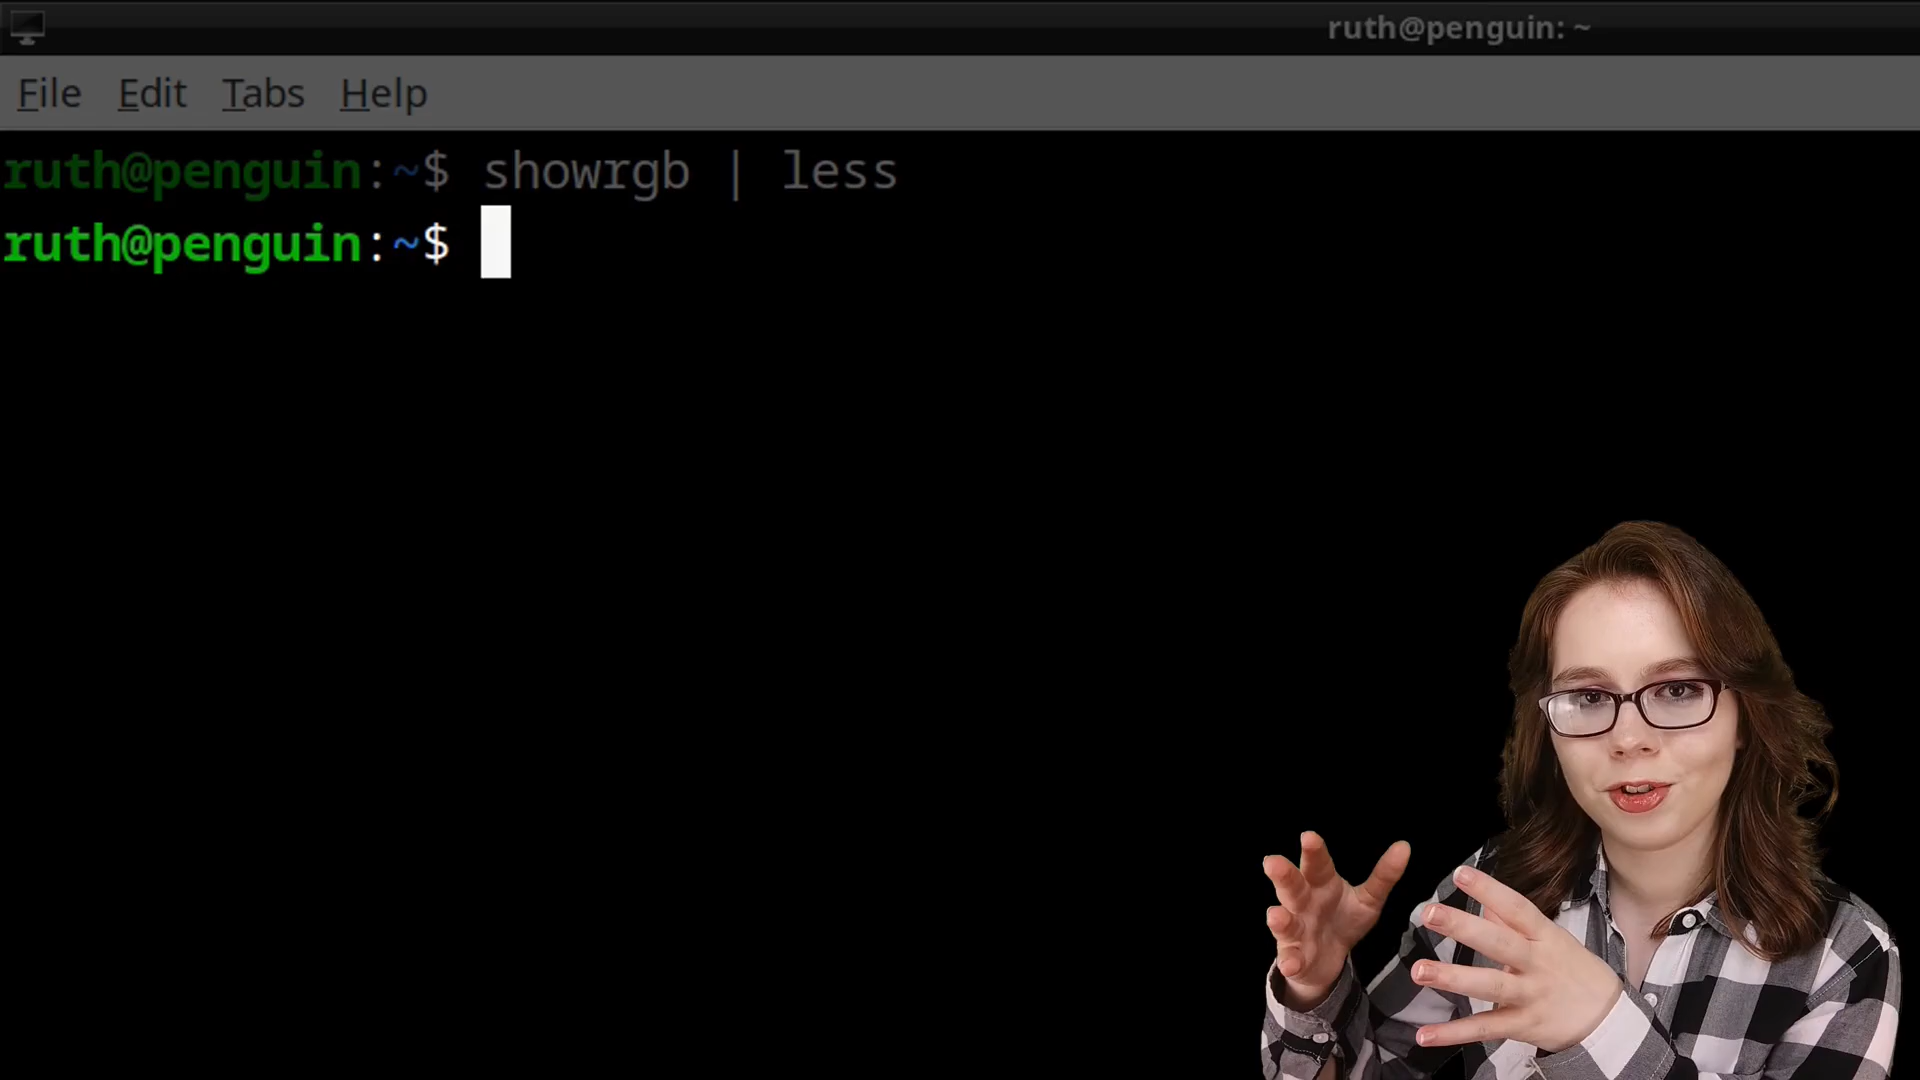 ruth@penguin: ~
File Edit Tabs Help
ruth@penguin:~$ showrgb | less
ruth@penguin:~$